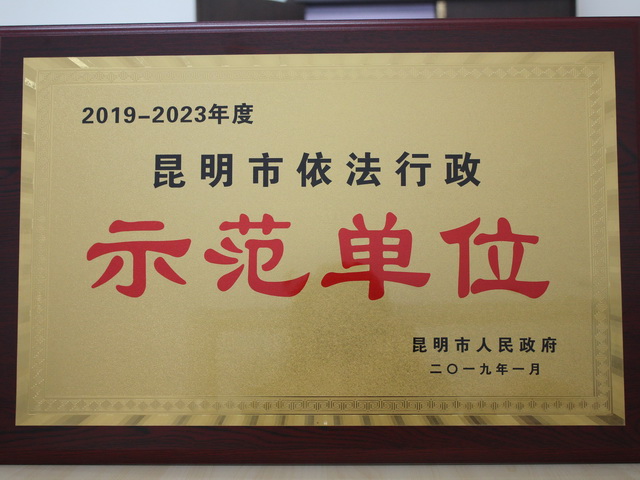 2019-2023年度
昆明市依法行政
示范单位
昆明市人民政府
二〇一九年一月